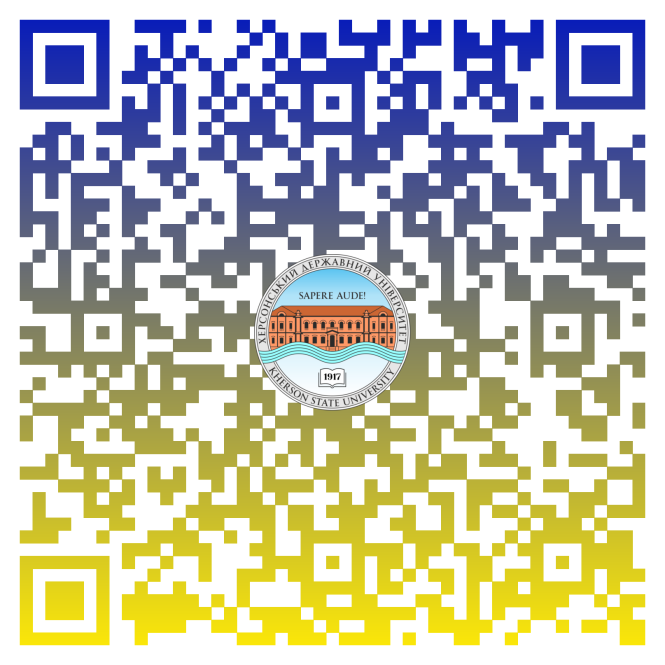 ХЕРСОНСЬКИЙ ДЕРЖАВНИЙ УНІВЕРСИТЕТ
SAPERE AUDE!
1917
KHERSON STATE UNIVERSITY